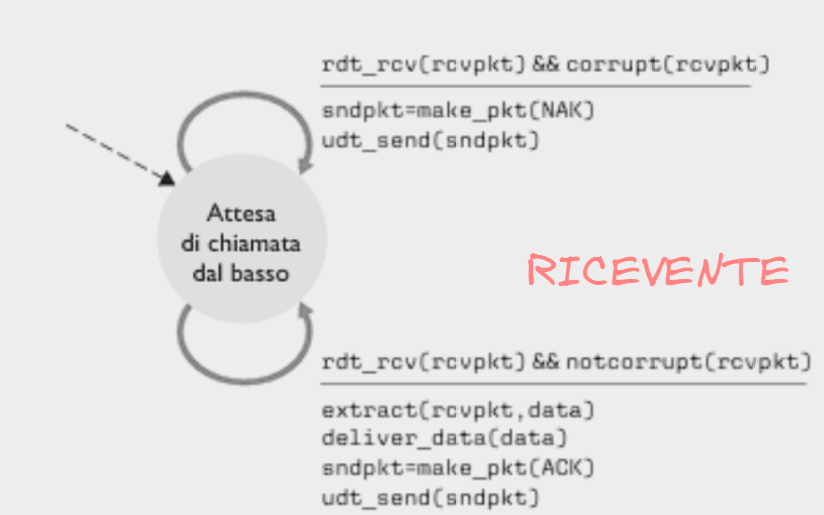 rdt_rcv(rcvpkt) && corrupt(rcvpkt)
sndpkt=make_pkt(NAK)
udt_send(sndpkt)
Attesa
di chiamata
dal basso
RICEVENTE
rdt_rcv(rcvpkt) && notcorrupt(rcvpkt)
extract(rcvpkt,data)
deliver_data(data)
sndpkt=make_pkt(ACK)
udt_send(sndpkt)